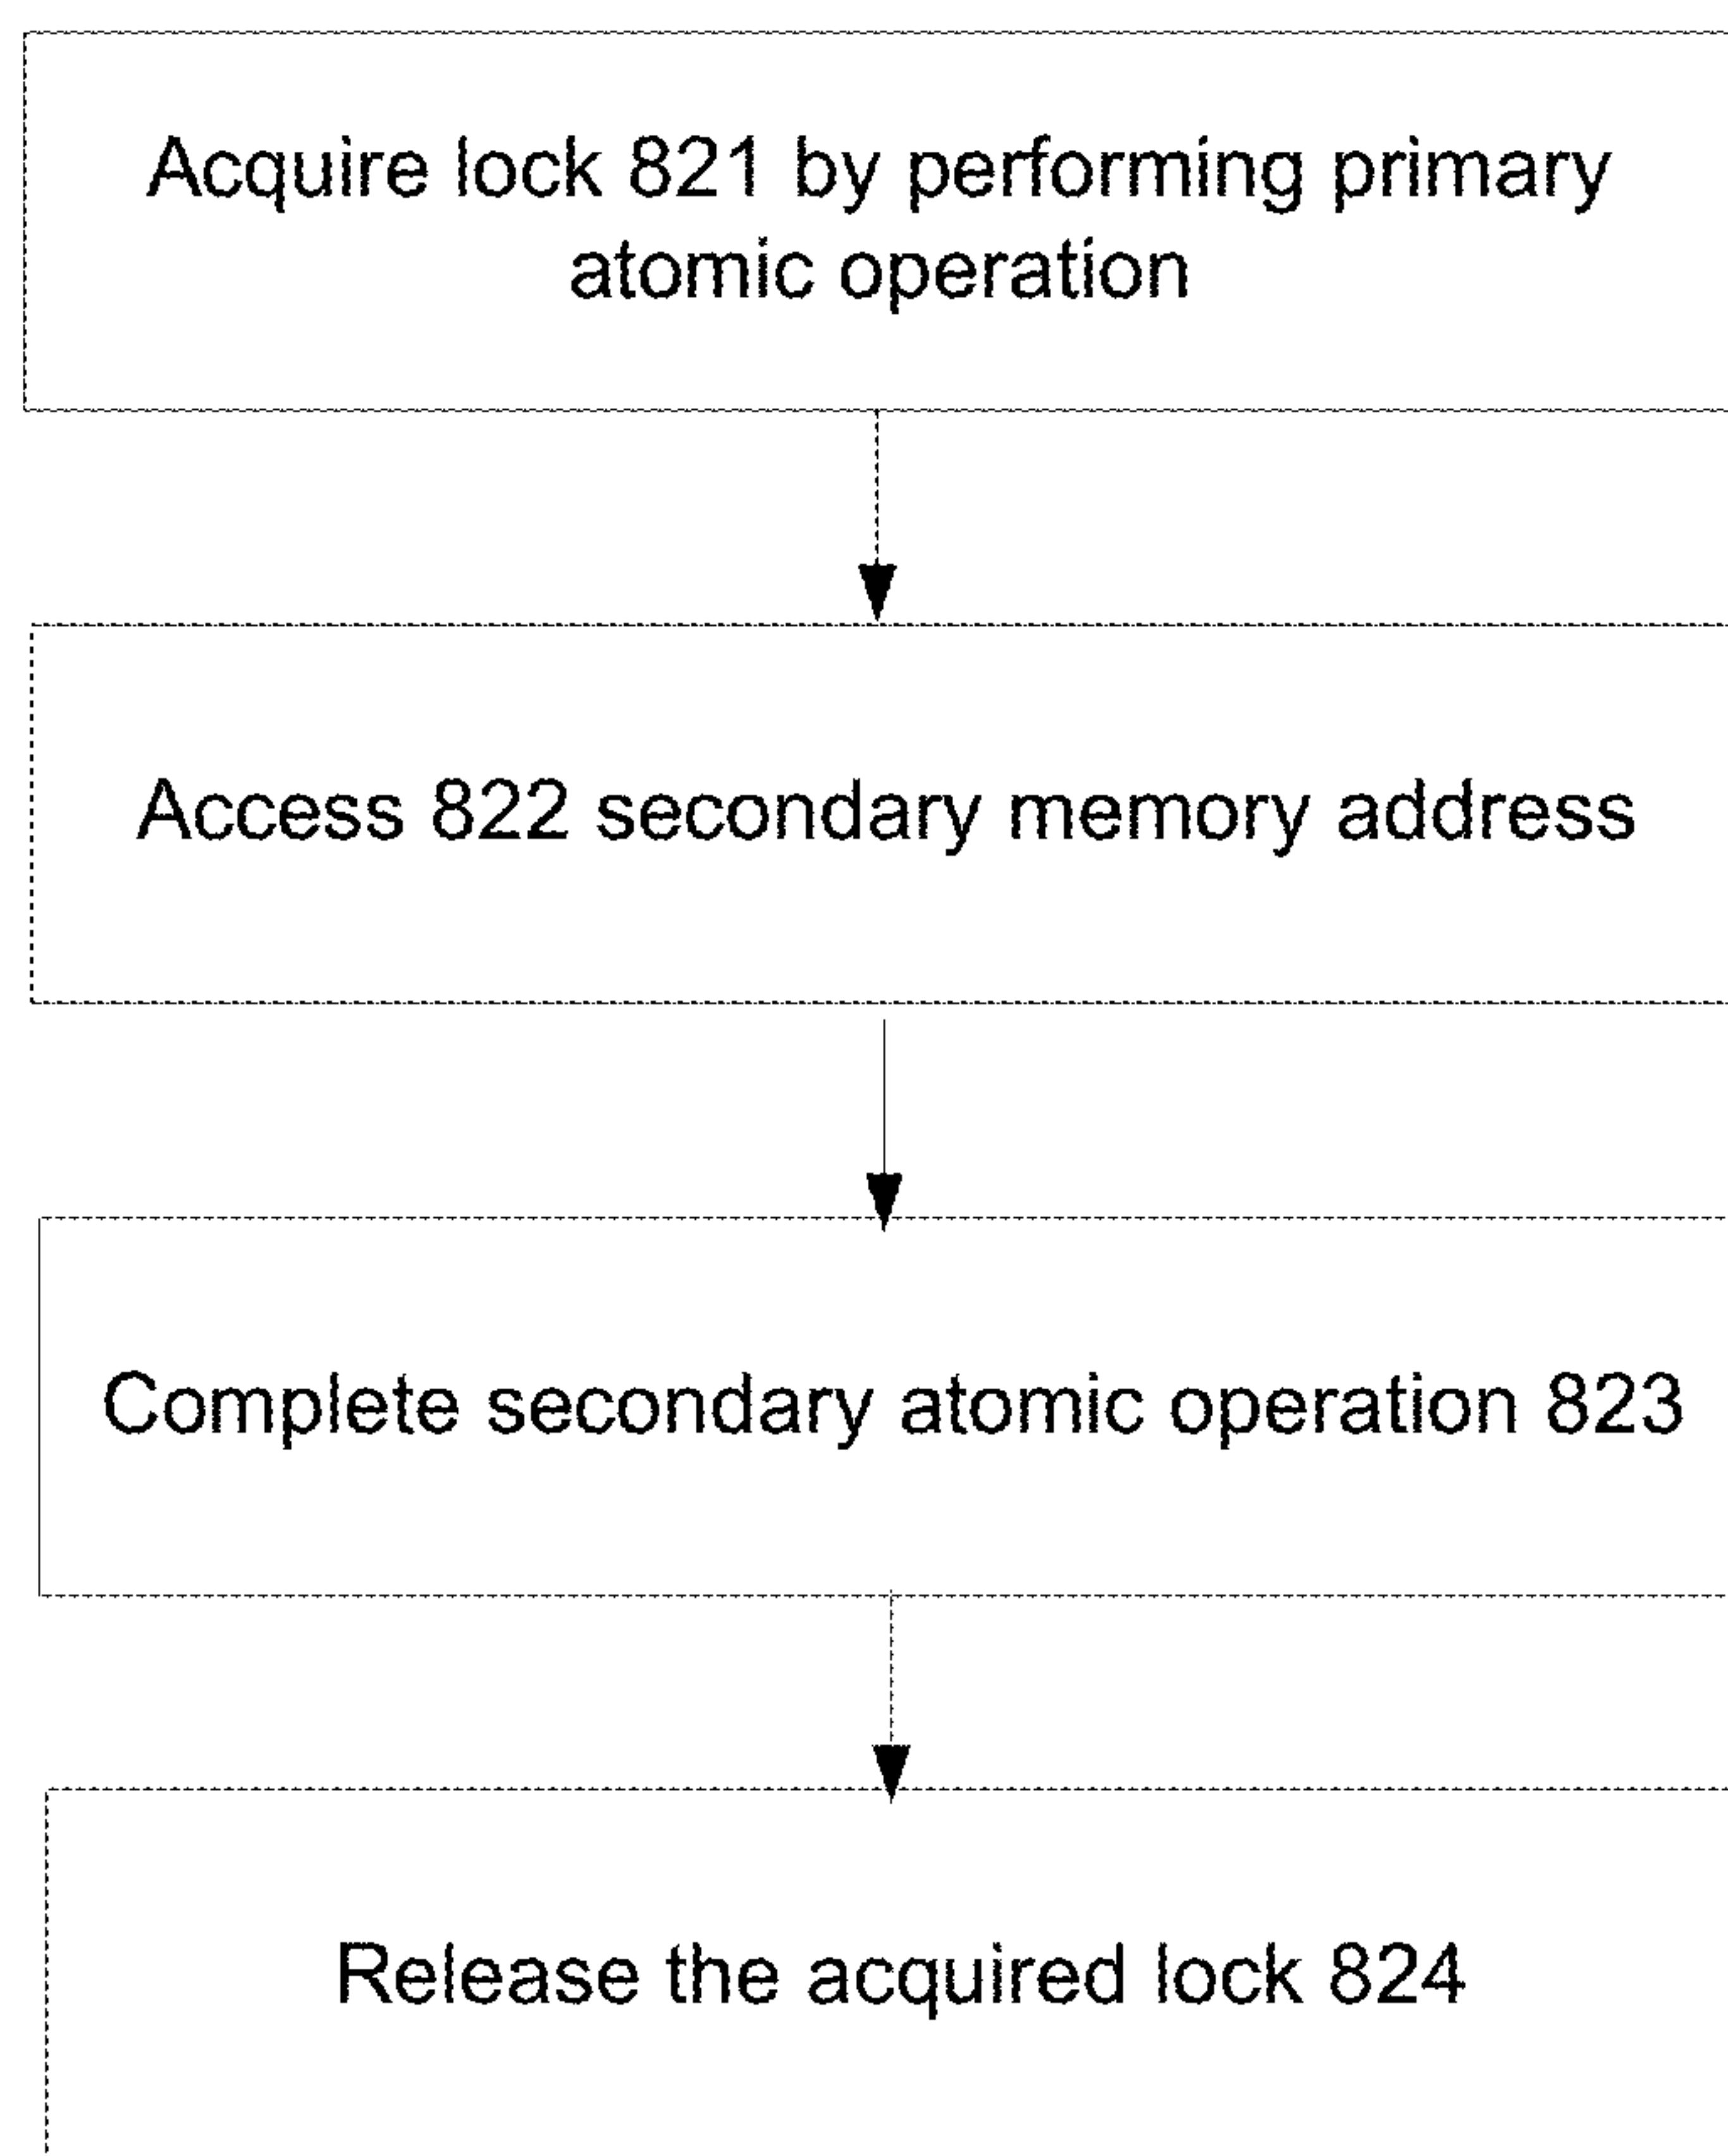 Acquire lock 821 by performing primary
atomic operation
Access 822 secondary memory address
Complete secondary atomic operation 823
Release the acquired lock 824